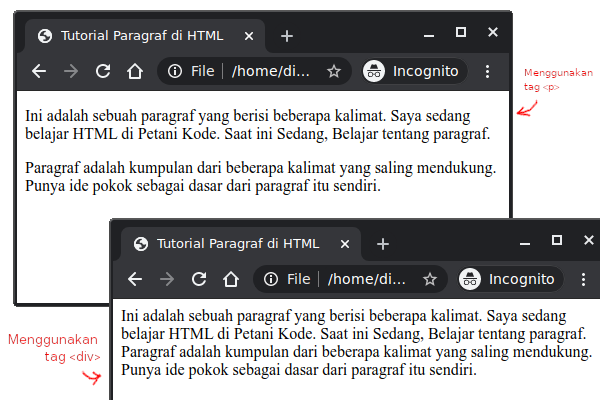 Tutorial Paragraf di HTML
File /home/di... Incognito
Menggunakan
tag <p>
Ini adalah sebuah paragraf yang berisi beberapa kalimat. Saya sedang
belajar HTML di Petani Kode. Saat ini Sedang, Belajar tentang paragraf.
Paragraf adalah kumpulan dari beberapa kalimat yang saling mendukung.
Punya ide pokok sebagai dasar dari paragraf itu sendiri.
Tutorial Paragraf di HTML
File /home/di... Incognito
Menggunakan
tag <div>
Ini adalah sebuah paragraf yang berisi beberapa kalimat. Saya sedang
belajar HTML di Petani Kode. Saat ini Sedang, Belajar tentang paragraf.
Paragraf adalah kumpulan dari beberapa kalimat yang saling mendukung.
Punya ide pokok sebagai dasar dari paragraf itu sendiri.